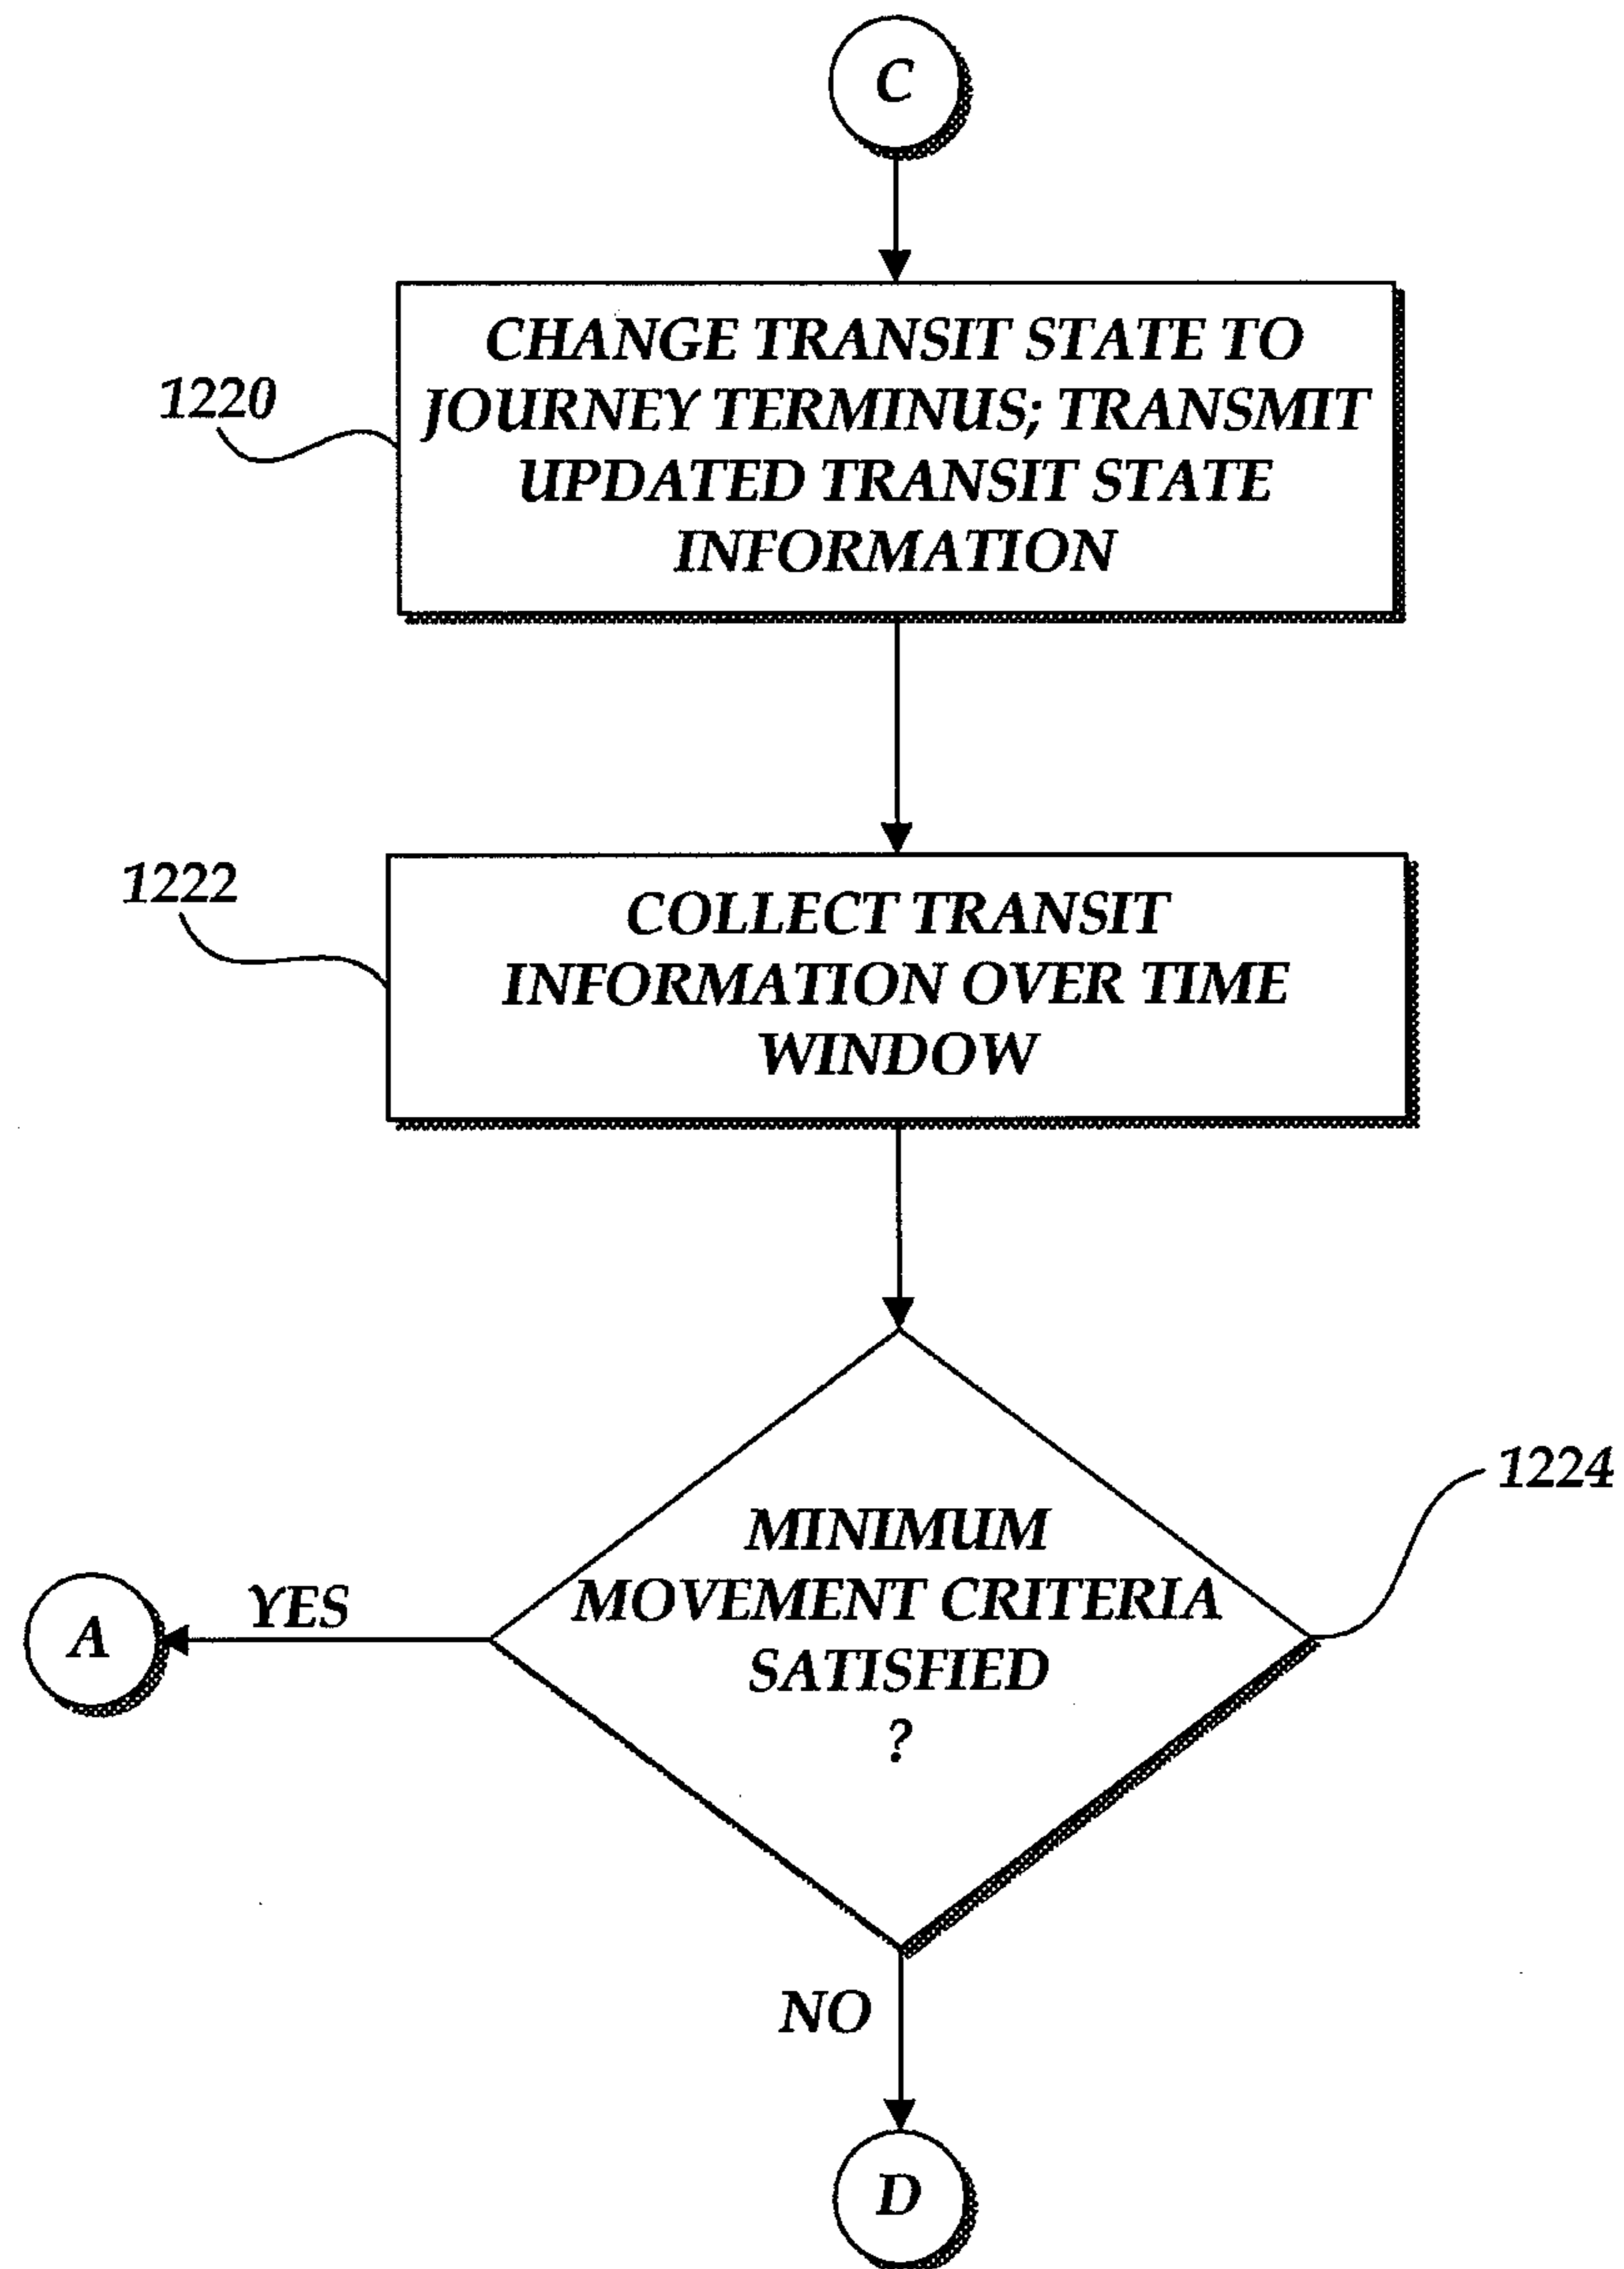 C
1220
CHANGE TRANSIT STATE TO
JOURNEY TERMINUS; TRANSMIT
UPDATED TRANSIT STATE
INFORMATION
1222
COLLECT TRANSIT
INFORMATION OVER TIME
WINDOW
1224
MINIMUM
MOVEMENT CRITERIA
SATISFIED
?
YES
A
NO
D